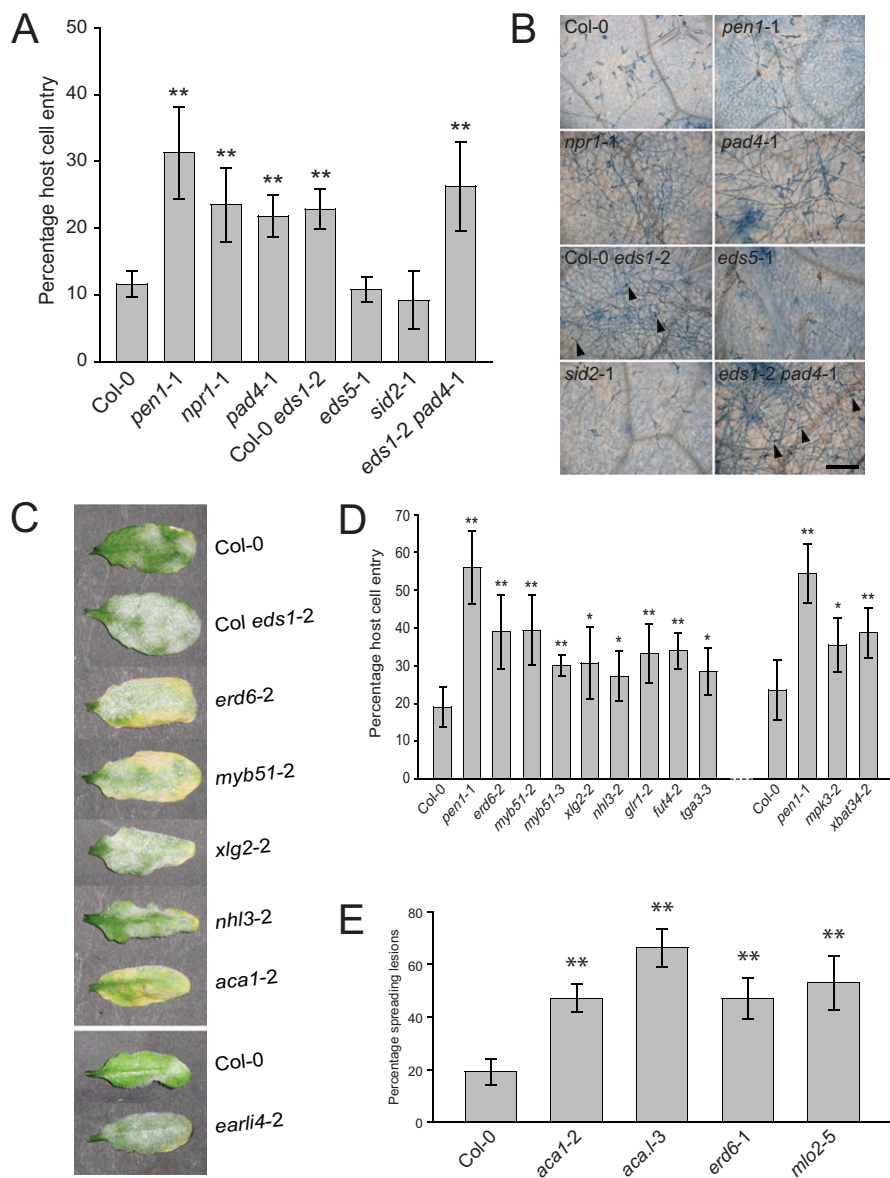 A
Percentage host cell entry
50
40
30
20
10
0
**
**
**
**
**
Col-0
pen1-1
npr1-1
pad4-1
Col-0 eds1-2
eds5-1
sid2-1
eds1-2 pad4-1
B
Col-0
pen1-1
npr1-1
pad4-1
Col-0 eds1-2
eds5-1
sid2-1
eds1-2 pad4-1
C
Col-0
Col eds1-2
erd6-2
myb51-2
xlg2-2
nhl3-2
aca1-2
Col-0
earli4-2
D
Percentage host cell entry
70
60
50
40
30
20
10
0
**
**
**
**
*
*
**
**
*
**
*
**
Col-0
pen1-1
erd6-2
myb51-2
myb51-3
xlg2-2
nhl3-2
glr1-2
fut4-2
tga3-3
Col-0
pen1-1
mpk3-2
xbat34-2
E
Percentage spreading lesions
80
60
40
20
0
**
**
**
**
Col-0
aca1-2
aca.l-3
erd6-1
mlo2-5